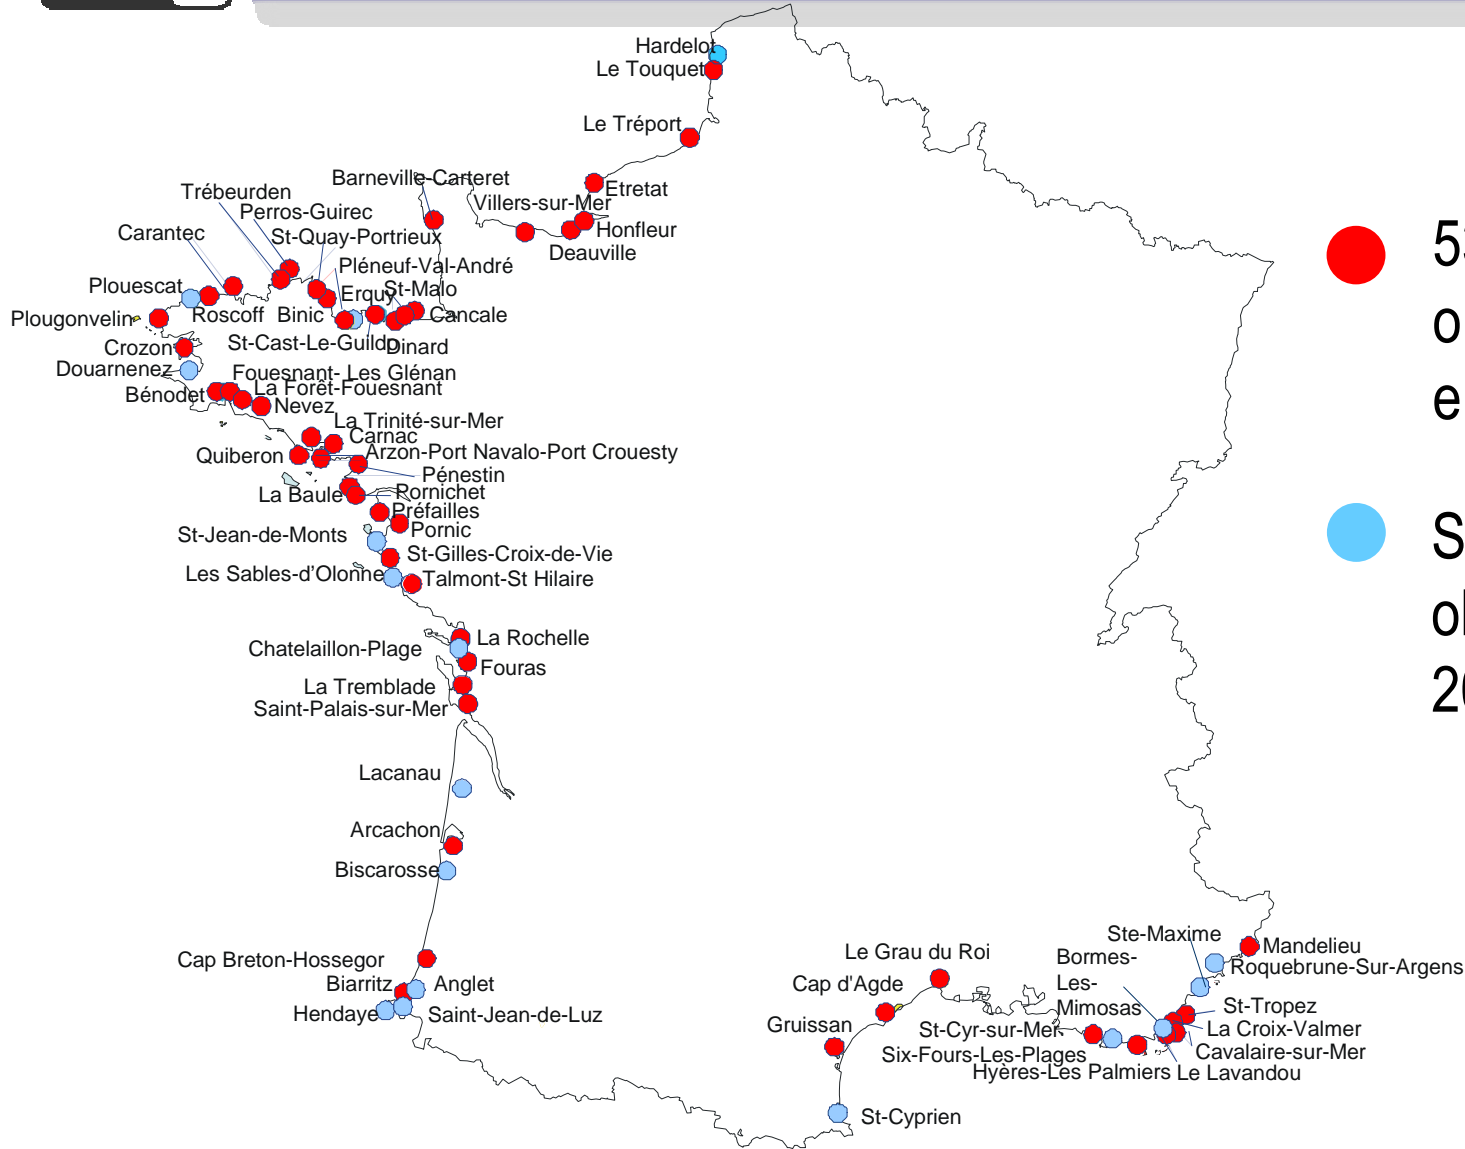 Hardelot
Le Touquet
Le Tréport
Barneville-Carteret
Etretat
Villers-sur-Mer
Honfleur
Deauville
Trébeurden
Perros-Guirec
Carantec
St-Quay-Portrieux
Pléneuf-Val-André
Plouescat
St-Malo
Erquy
Plougonvelin
Roscoff
Binic
Cancale
Crozon
St-Cast-Le-Guildo
Dinard
Douarnenez
Fouesnant- Les Glénan
Bénodet
La Forêt-Fouesnant
Nevez
La Trinité-sur-Mer
Carnac
Quiberon
Arzon-Port Navalo-Port Crouesty
Pénestin
La Baule
Pornichet
Préfailles
Pornic
St-Jean-de-Monts
St-Gilles-Croix-de-Vie
Les Sables-d'Olonne
Talmont-St Hilaire
La Rochelle
Chatelaillon-Plage
Fouras
La Tremblade
Saint-Palais-sur-Mer
Lacanau
Arcachon
Biscarosse
Cap Breton-Hossegor
Biarritz
Anglet
Hendaye
Saint-Jean-de-Luz
Le Grau du Roi
Cap d'Agde
Gruissan
St-Cyprien
Ste-Maxime
Mandelieu
Bormes-
Les-
Mimosas
Roquebrune-Sur-Argens
St-Tropez
St-Cyr-sur-Mer
La Croix-Valmer
Six-Fours-Les-Plages
Cavalaire-sur-Mer
Hyères-Les Palmiers
Le Lavandou
o
e
S